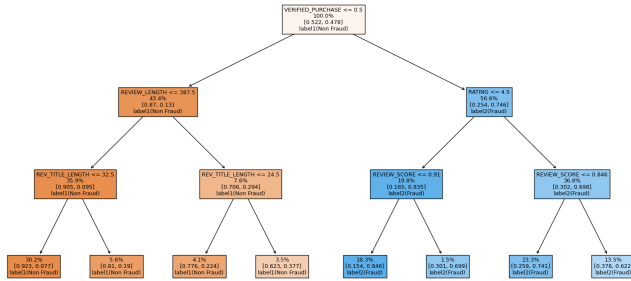 VERIFIED_PURCHASE <= 0.5
100.0%
[0.522, 0.478]
label1(Non Fraud)
REVIEW_LENGTH <= 387.5
43.4%
[0.87, 0.13]
label1(Non Fraud)
RATING <= 4.5
56.6%
[0.254, 0.746]
label2(Fraud)
REV_TITLE_LENGTH <= 32.5
35.9%
[0.905, 0.095]
label1(Non Fraud)
REV_TITLE_LENGTH <= 24.5
7.6%
[0.706, 0.294]
label1(Non Fraud)
REVIEW_SCORE <= 0.91
19.8%
[0.165, 0.835]
label2(Fraud)
REVIEW_SCORE <= 0.846
36.8%
[0.302, 0.698]
label2(Fraud)
30.2%
[0.923, 0.077]
label1(Non Fraud)
5.6%
[0.81, 0.19]
label1(Non Fraud)
4.1%
[0.776, 0.224]
label1(Non Fraud)
3.5%
[0.623, 0.377]
label1(Non Fraud)
18.3%
[0.154, 0.846]
label2(Fraud)
1.5%
[0.301, 0.699]
label2(Fraud)
23.3%
[0.259, 0.741]
label2(Fraud)
13.5%
[0.378, 0.622
label2(Fraud)